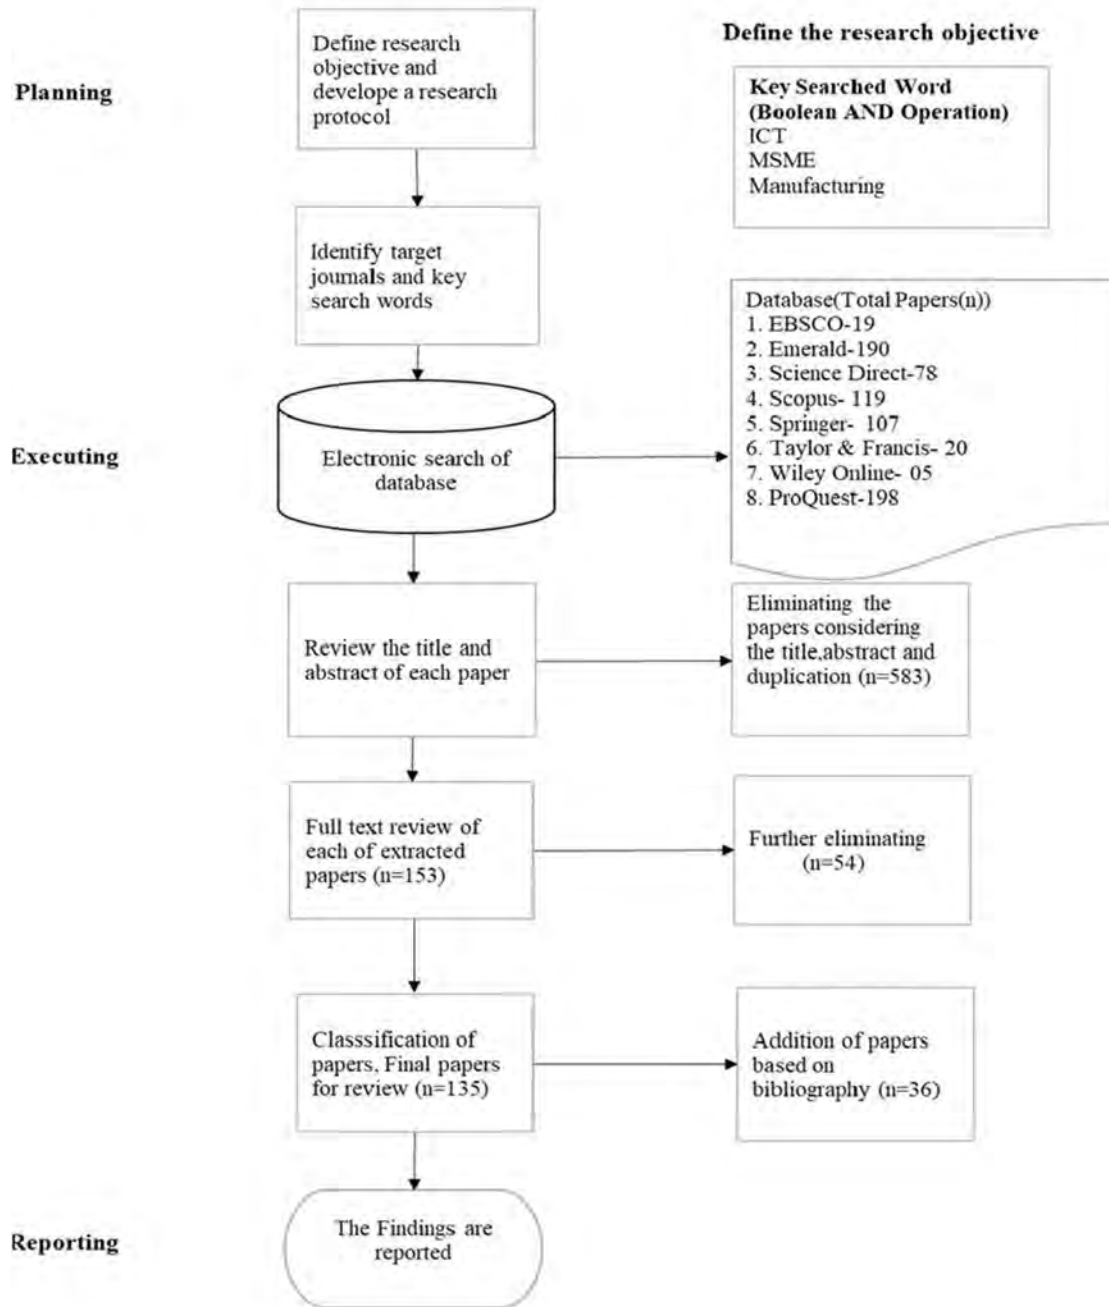 Planning
Define research
objective and
develope a research
protocol
Define the research objective
Key Searched Word
(Boolean AND Operation)
ICT
MSME
Manufacturing
Identify target
journals and key
search words
Executing
Electronic search of
database
Database(Total Papers(n))
1. EBSCO-19
2. Emerald-190
3. Science Direct-78
4. Scopus- 119
5. Springer- 107
6. Taylor & Francis- 20
7. Wiley Online- 05
8. ProQuest-198
Review the title and
abstract of each paper
Eliminating the
papers considering
the title,abstract and
duplication (n=583)
Full text review of
each of extracted
papers (n=153)
Further eliminating
(n=54)
Classsification of
papers, Final papers
for review (n=135)
Addition of papers
based on
bibliography (n=36)
Reporting
The Findings are
reported